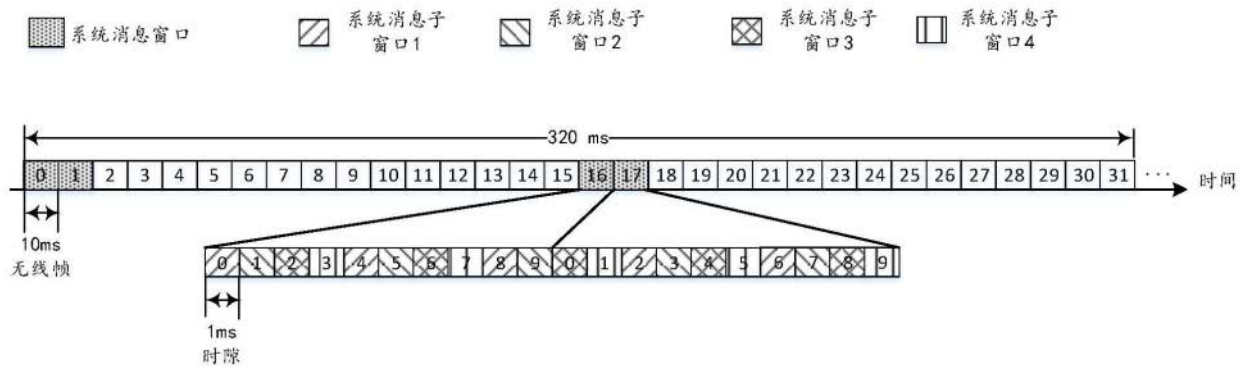 系统消息窗口
系统消息子
窗口1
系统消息子
窗口2
系统消息子
窗口3
系统消息子
窗口4
320 ms
0 1 2 3 4 5 6 7 8 9 10 11 12 13 14 15 16 17 18 19 20 21 22 23 24 25 26 27 28 29 30 31 ...
时间
10ms
无线帧
0 1 2 3 4 5 6 7 8 9 0 1 2 3 4 5 6 7 8 9
1ms
时隙